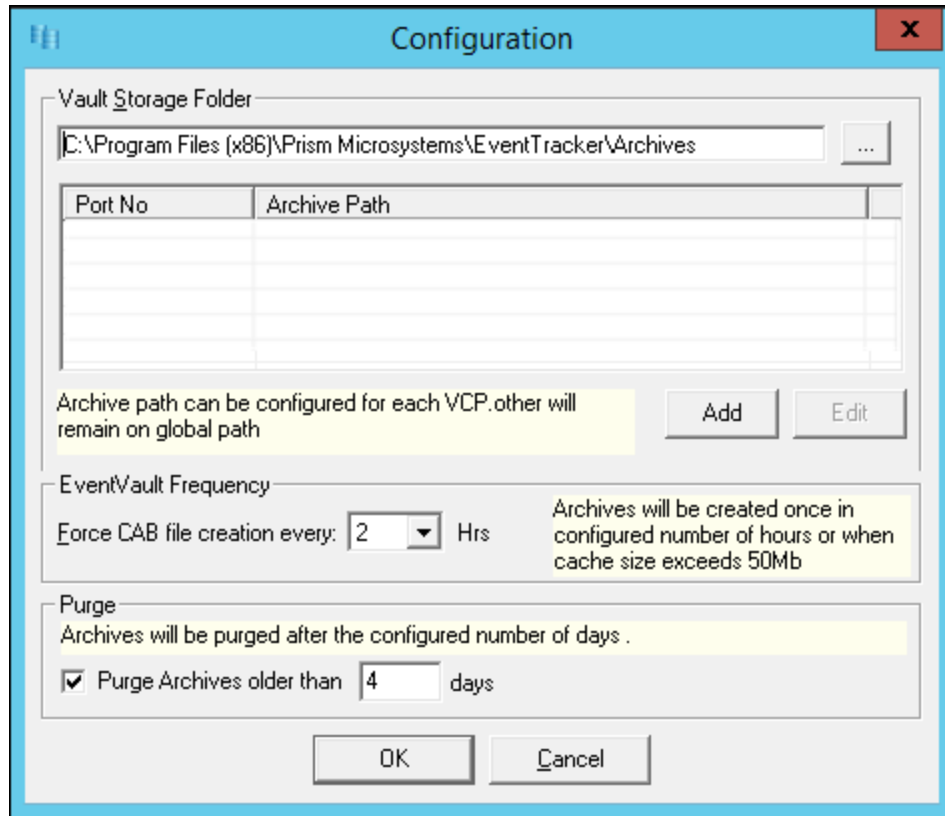 Configuration
x
Vault Storage Folder
C:\Program Files (x86)\Prism Microsystems\EventTracker\Archives
...
Port No
Archive Path
Archive path can be configured for each VCP.other will
remain on global path
Add
Edit
EventVault Frequency
Force CAB file creation every:
2
Hrs
Archives will be created once in
configured number of hours or when
cache size exceeds 50Mb
Purge
Archives will be purged after the configured number of days .
Purge Archives older than
4
days
OK
Cancel